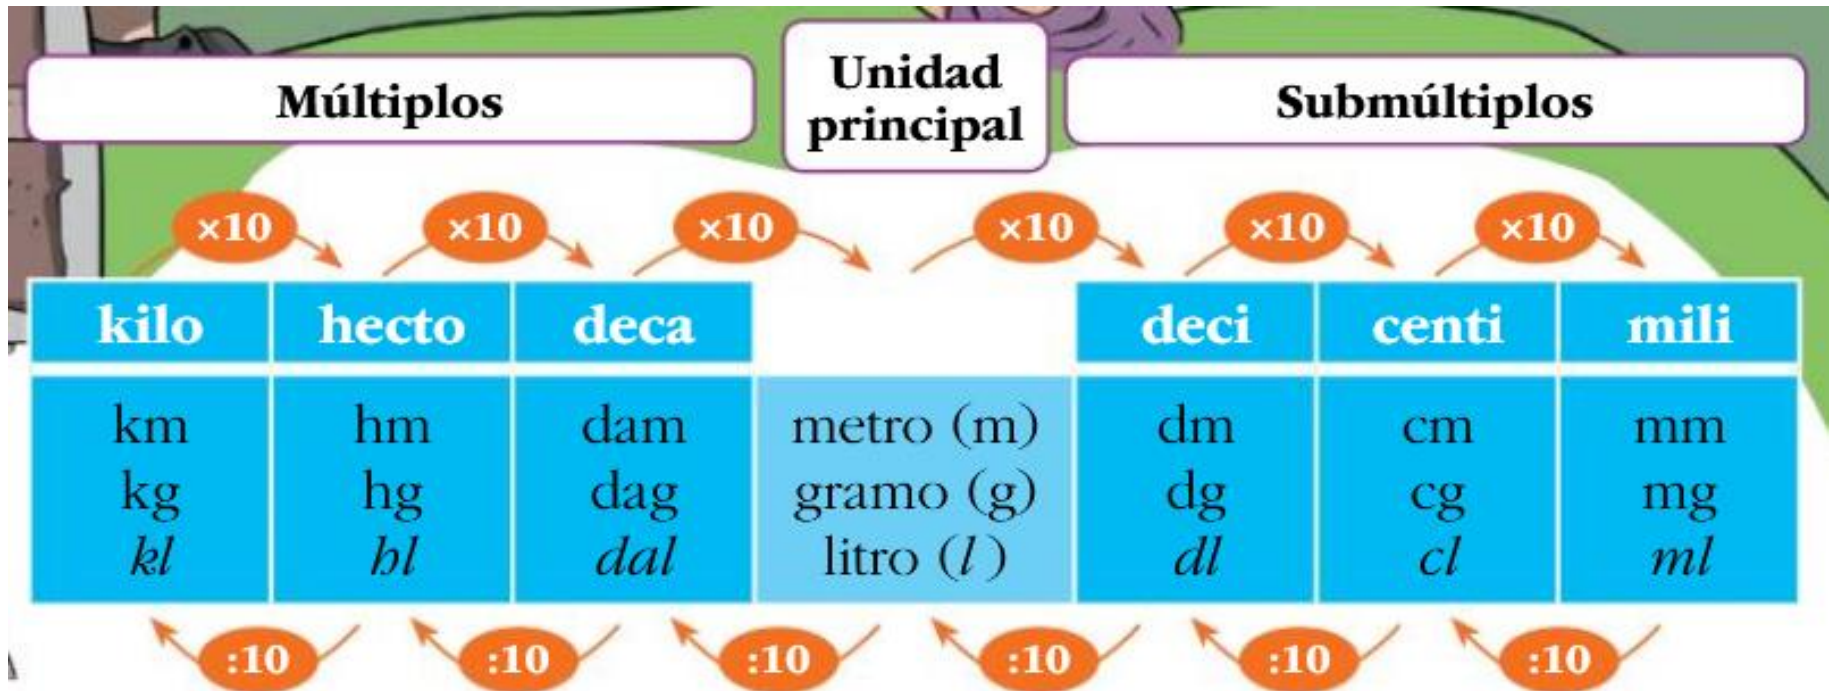 Múltiplos
Unidad
principal
Submúltiplos
×10 ×10 ×10 ×10 ×10 ×10
kilo hecto deca deci centi mili
km hm dam metro (m) dm cm mm
kg hg dag gramo (g) dg cg mg
kl hl dal litro (l) dl cl ml
:10 :10 :10 :10 :10 :10